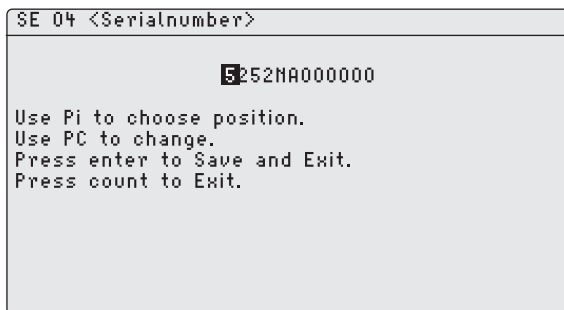 SE 04 <Serialnumber>
5252NA000000
Use Pi to choose position.
Use PC to change.
Press enter to Save and Exit.
Press count to Exit.